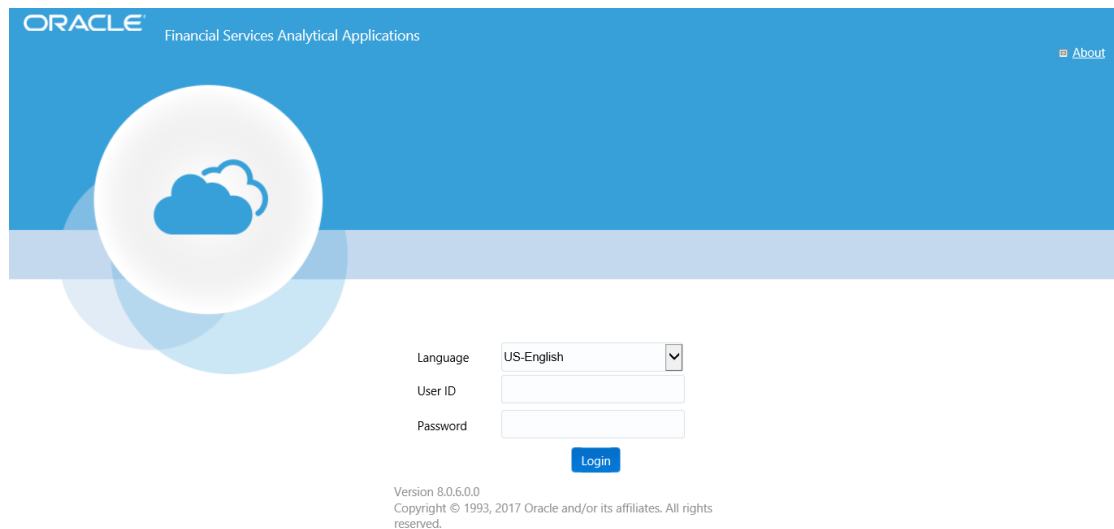 ORACLE
Financial Services Analytical Applications
About
Language
US-English
User ID
Password
Login
Version 8.0.6.0.0
Copyright © 1993, 2017 Oracle and/or its affiliates. All rights
reserved.